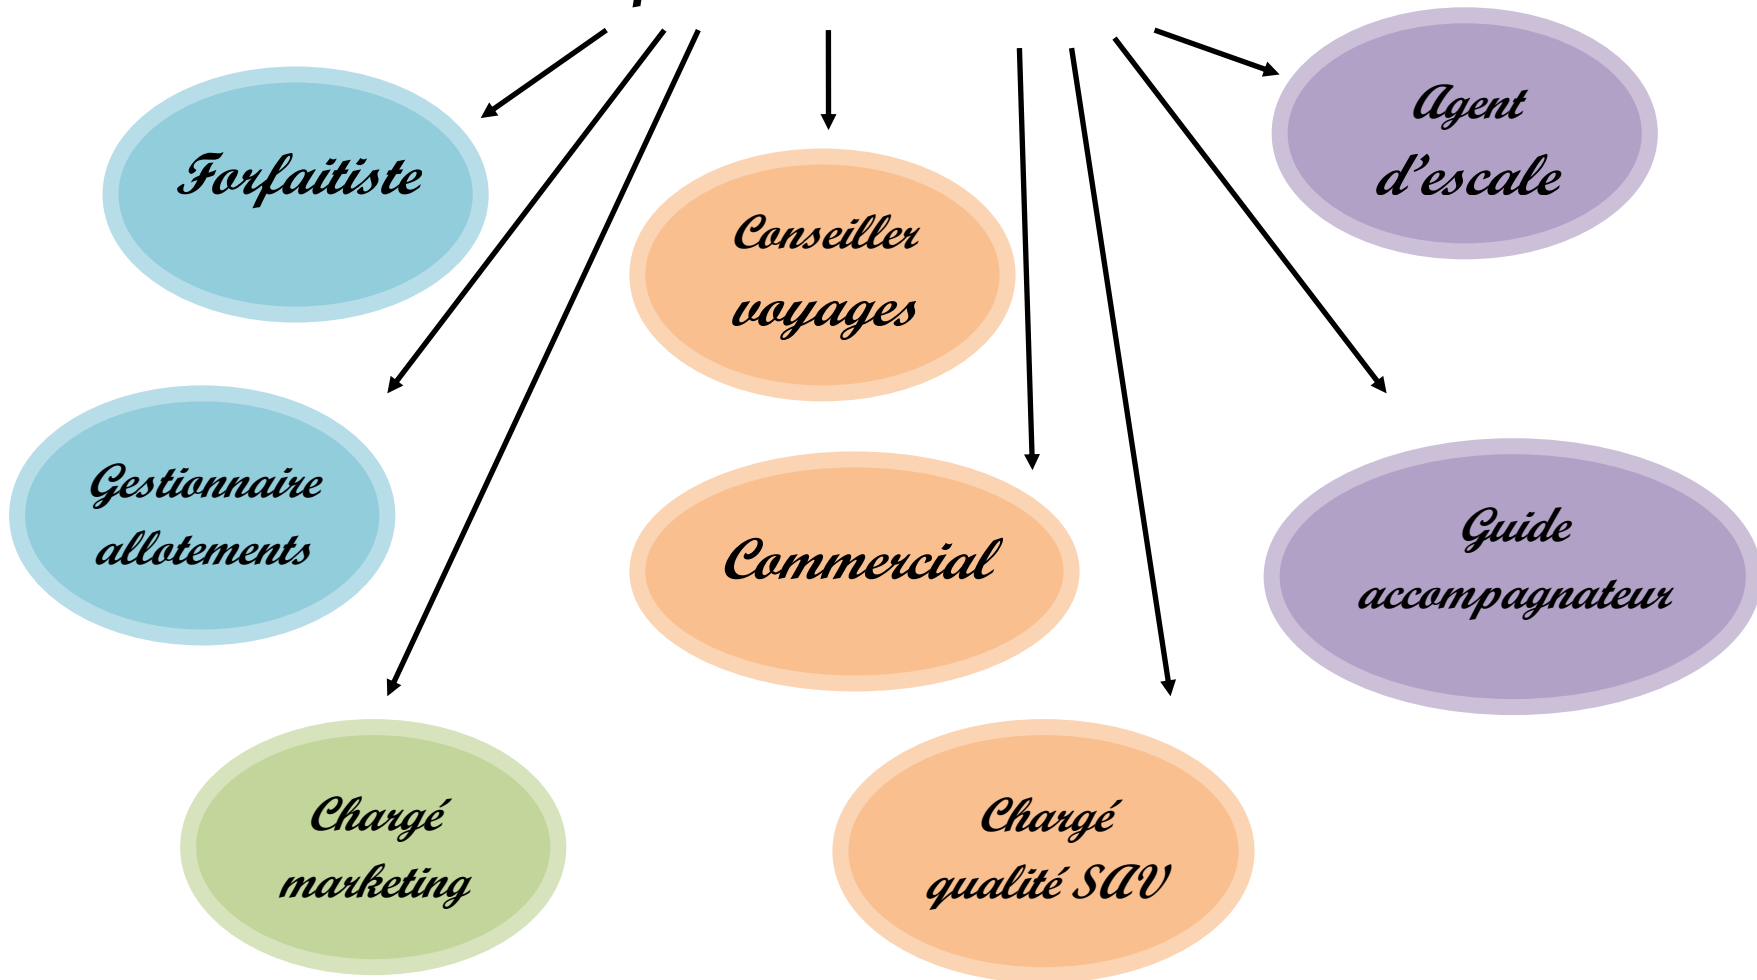 Forfaitiste
Agent
d'escale
Conseiller
voyages
Gestionnaire
allotements
Commercial
Guide
accompagnateur
Chargé
marketing
Chargé
qualité SAV